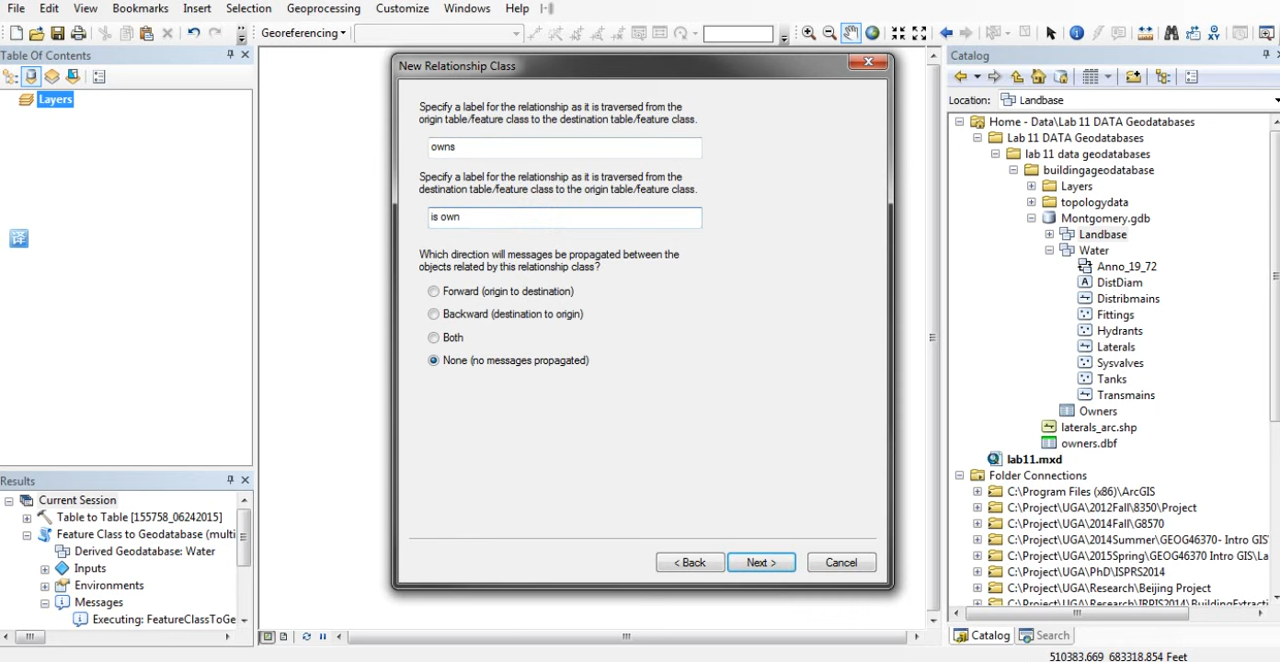 File Edit View Bookmarks Insert Selection Geoprocessing Customize Windows Help
Georeferencing
Table Of Contents
Layers
译
Results
Current Session
Table to Table [155758_06242015]
Feature Class to Geodatabase (multi
Derived Geodatabase: Water
Inputs
Environments
Messages
Executing: FeatureClassToGe
New Relationship Class
Specify a label for the relationship as it is traversed from the
origin table/feature class to the destination table/feature class.
owns
Specify a label for the relationship as it is traversed from the
destination table/feature class to the origin table/feature class.
is own
Which direction will messages be propagated between the
objects related by this relationship class?
Forward (origin to destination)
Backward (destination to origin)
Both
None (no messages propagated)
< Back Next > Cancel
Catalog
Location: Landbase
Home - Data\Lab 11 DATA Geodatabases
Lab 11 DATA Geodatabases
lab 11 data geodatabases
buildingageodatabase
Layers
topologydata
Montgomery.gdb
Landbase
Water
Anno_19_72
A DistDiam
Distribmains
Fittings
Hydrants
Laterals
Sysvalves
Tanks
Transmains
Owners
laterals_arc.shp
owners.dbf
lab11.mxd
Folder Connections
C:\Program Files (x86)\ArcGIS
C:\Project\UGA\2012Fall\8350\Project
C:\Project\UGA\2014Fall\G8570
C:\Project\UGA\2014Summer\GEOG46370- Intro GIS\
C:\Project\UGA\2015Spring\GEOG46370 Intro GIS\La
C:\Project\UGA\PhD\ISPRS2014
C:\Project\UGA\Research\Beijing Project
C:\Project\UGA\Research\IRPIS2014\BuildingExtracti
Catalog Search
510383.669 683318.854 Feet